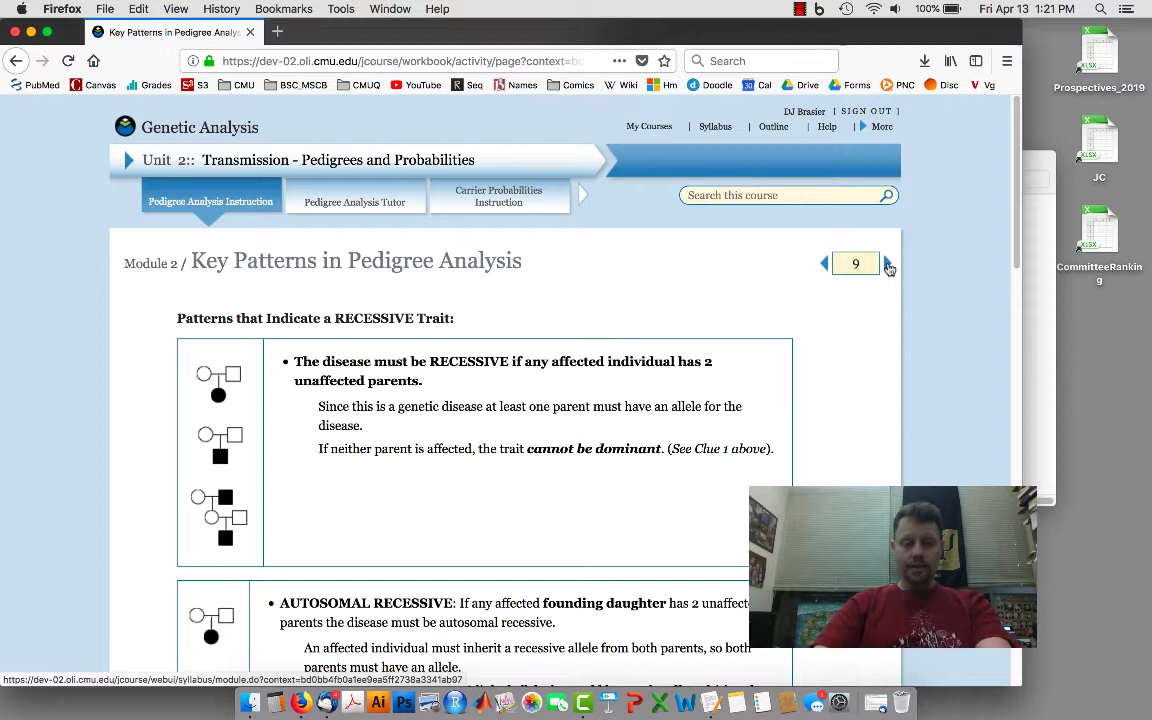 Firefox File Edit View History Bookmarks Tools Window Help 100% Fri Apr 13 1:21 PM
Key Patterns in Pedigree Analys
https://dev-02.oli.cmu.edu/jcourse/workbook/activity/page?context=bd Search
PubMed Canvas Grades S3 CMU BSC_MSCB CMUQ YouTube Seq Names Comics Wiki Hm Doodle Cal Drive Forms PNC Disc Vg
Prospectives_2019
JC
CommitteeRankin
g
DJ Brasier [ SIGN OUT ]
Genetic Analysis
My Courses Syllabus Outline Help More
Unit 2:: Transmission - Pedigrees and Probabilities
Pedigree Analysis Instruction Pedigree Analysis Tutor Carrier Probabilities
Instruction
Search this course
Module 2 / Key Patterns in Pedigree Analysis 9
Patterns that Indicate a RECESSIVE Trait:
• The disease must be RECESSIVE if any affected individual has 2
unaffected parents.
Since this is a genetic disease at least one parent must have an allele for the
disease.
If neither parent is affected, the trait cannot be dominant. (See Clue 1 above).
• AUTOSOMAL RECESSIVE: If any affected founding daughter has 2 unaffect
parents the disease must be autosomal recessive.
An affected individual must inherit a recessive allele from both parents, so both
parents must have an allele.
https://dev-02.oli.cmu.edu/jcourse/webui/syllabus/module.do?context=bd0bb4fb0a1ee9ea5ff2738a3341ab97